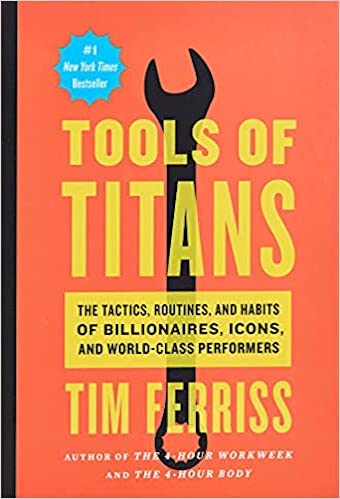 #1
New York Times
Bestseller
TOOLS OF
TITANS
THE TACTICS, ROUTINES, AND HABITS
OF BILLIONAIRES, ICONS,
AND WORLD-CLASS PERFORMERS
TIM FERRISS
AUTHOR OF THE 4-HOUR WORKWEEK
AND THE 4-HOUR BODY